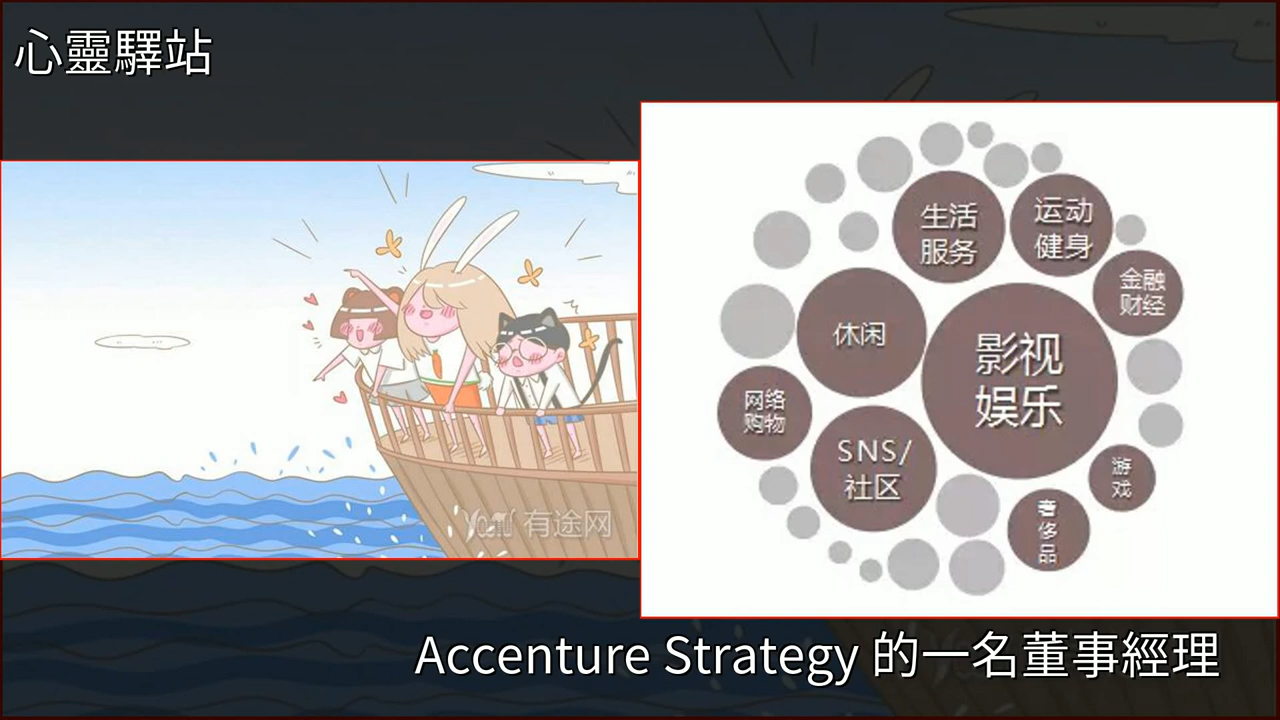 心靈驛站
生活
服务
运动
健身
金融
财经
休闲
影视
娱乐
网络
购物
SNS/
社区
游
戏
奢
侈
品
有途网
Accenture Strategy 的一名董事經理